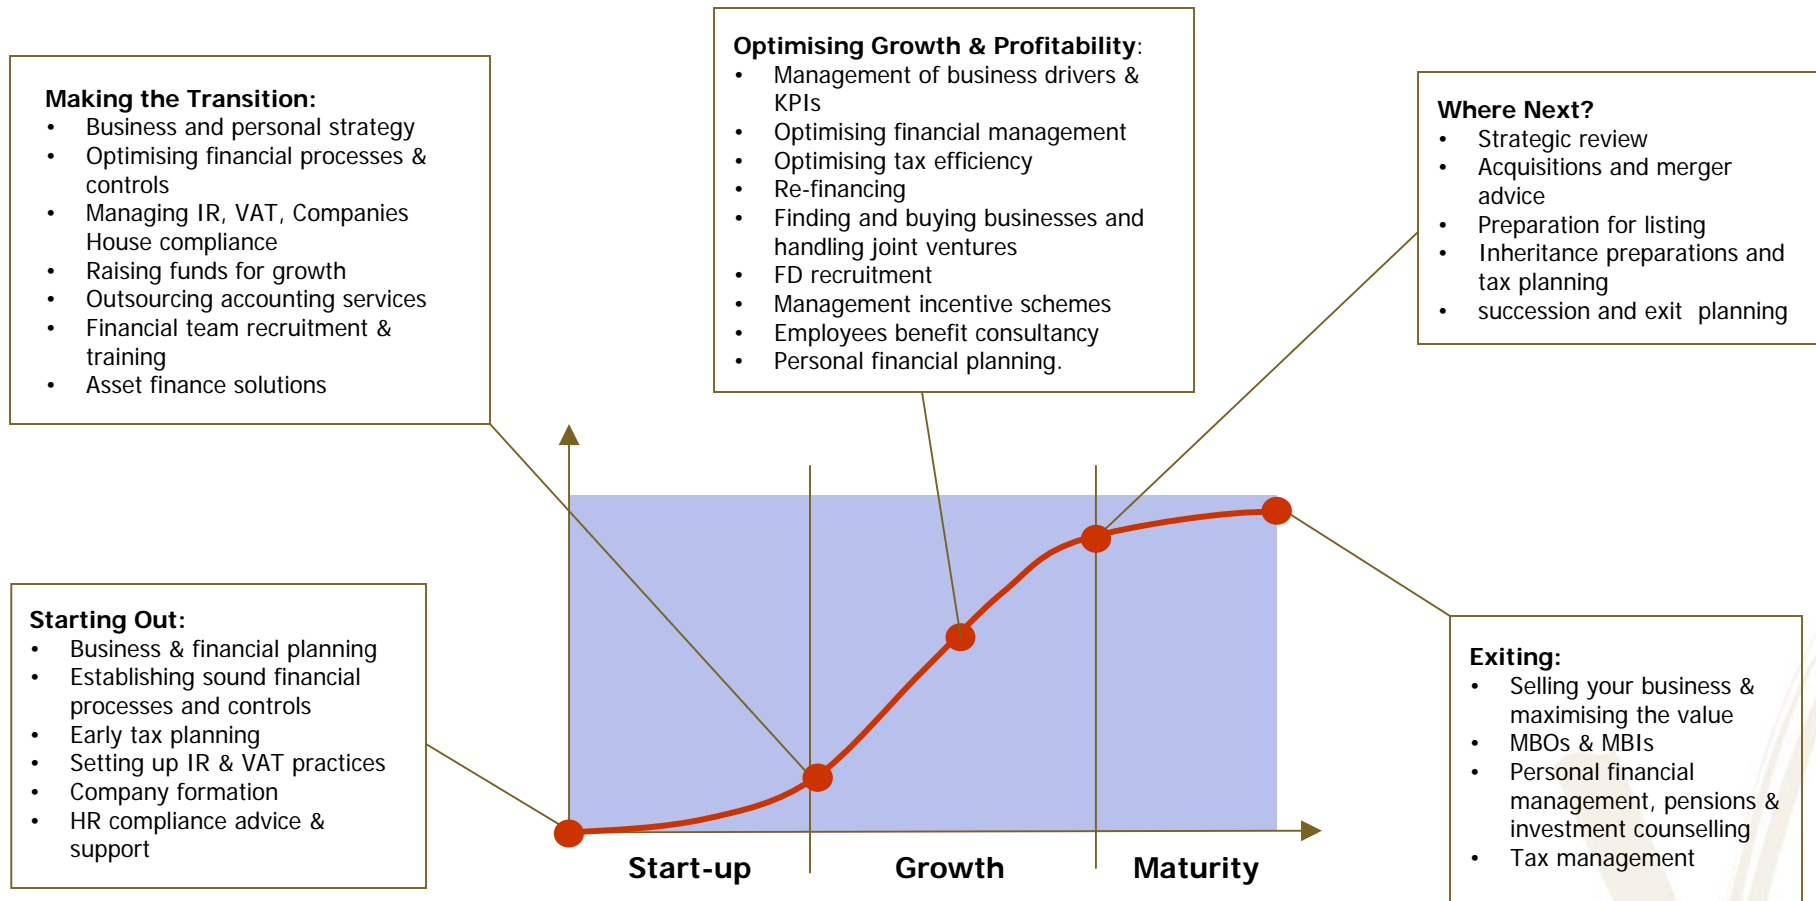 Making the Transition:
• Business and personal strategy
• Optimising financial processes &
controls
• Managing IR, VAT, Companies
House compliance
• Raising funds for growth
• Outsourcing accounting services
• Financial team recruitment &
training
• Asset finance solutions
Optimising Growth & Profitability:
• Management of business drivers &
KPIs
• Optimising financial management
• Optimising tax efficiency
• Re-financing
• Finding and buying businesses and
handling joint ventures
• FD recruitment
• Management incentive schemes
• Employees benefit consultancy
• Personal financial planning.
Where Next?
• Strategic review
• Acquisitions and merger
advice
• Preparation for listing
• Inheritance preparations and
tax planning
• succession and exit planning
Starting Out:
• Business & financial planning
• Establishing sound financial
processes and controls
• Early tax planning
• Setting up IR & VAT practices
• Company formation
• HR compliance advice &
support
Exiting:
• Selling your business &
maximising the value
• MBOs & MBIs
• Personal financial
management, pensions &
investment counselling
• Tax management
Start-up
Growth
Maturity